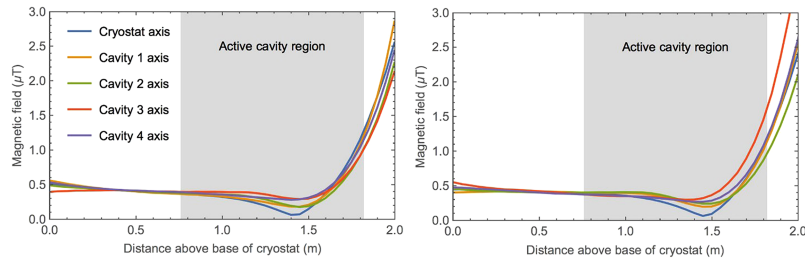 3.0
2.5
2.0
1.5
1.0
0.5
0.0
Magnetic field (μT)
Cryostat axis
Cavity 1 axis
Cavity 2 axis
Cavity 3 axis
Cavity 4 axis
Active cavity region
0.0 0.5 1.0 1.5 2.0
Distance above base of cryostat (m)
3.0
2.5
2.0
1.5
1.0
0.5
0.0
Magnetic field (μT)
Active cavity region
0.0 0.5 1.0 1.5 2.0
Distance above base of cryostat (m)